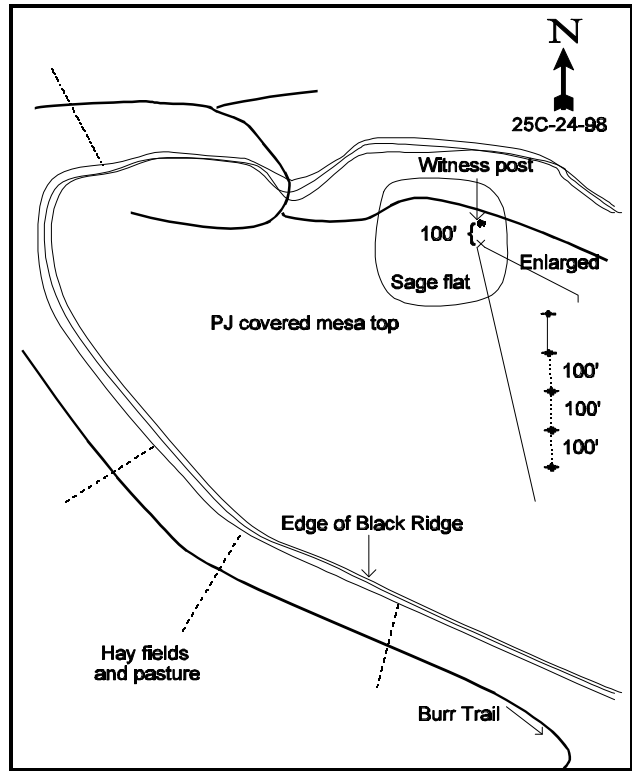 N
25C-24-98
Witness post
100' {
Enlarged
Sage flat
PJ covered mesa top
100'
100'
100'
Edge of Black Ridge
Hay fields
and pasture
Burr Trail